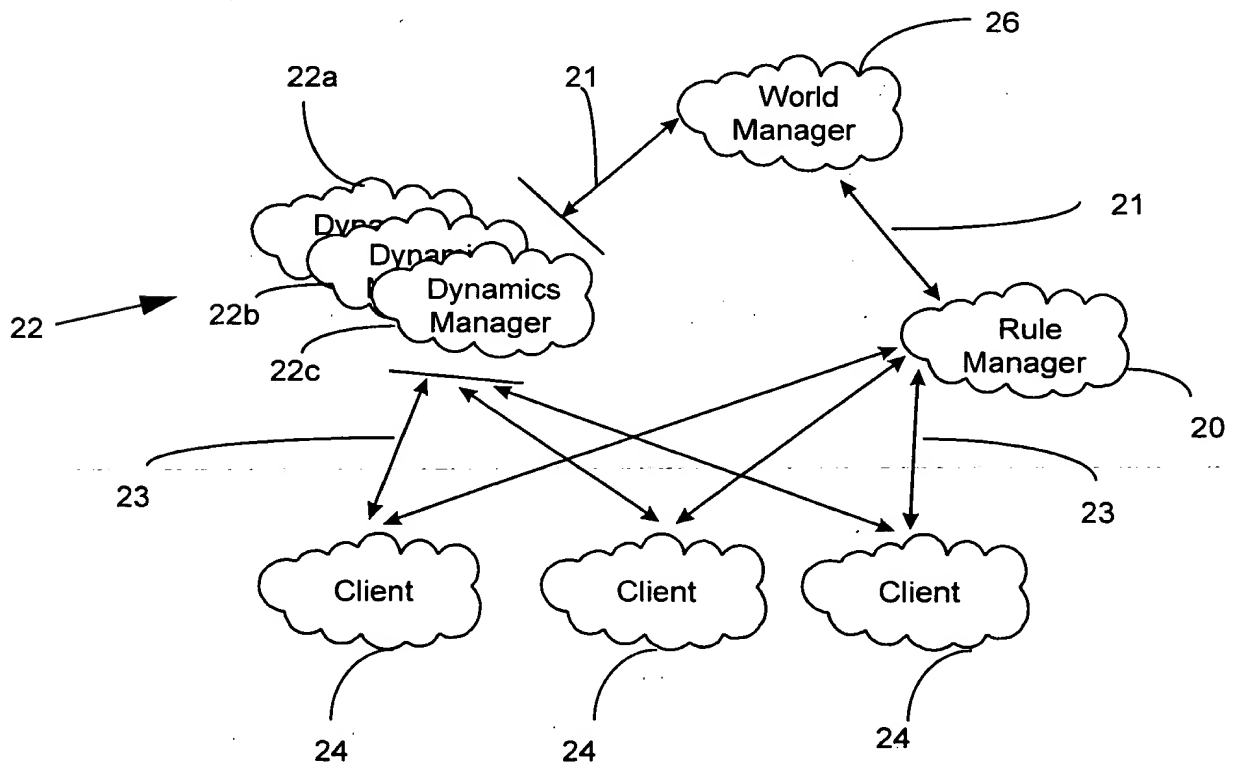 26
22a
21
World
Manager
21
Dynamics
Manager
22b
22
22c
Rule
Manager
20
23
23
Client
Client
Client
24
24
24